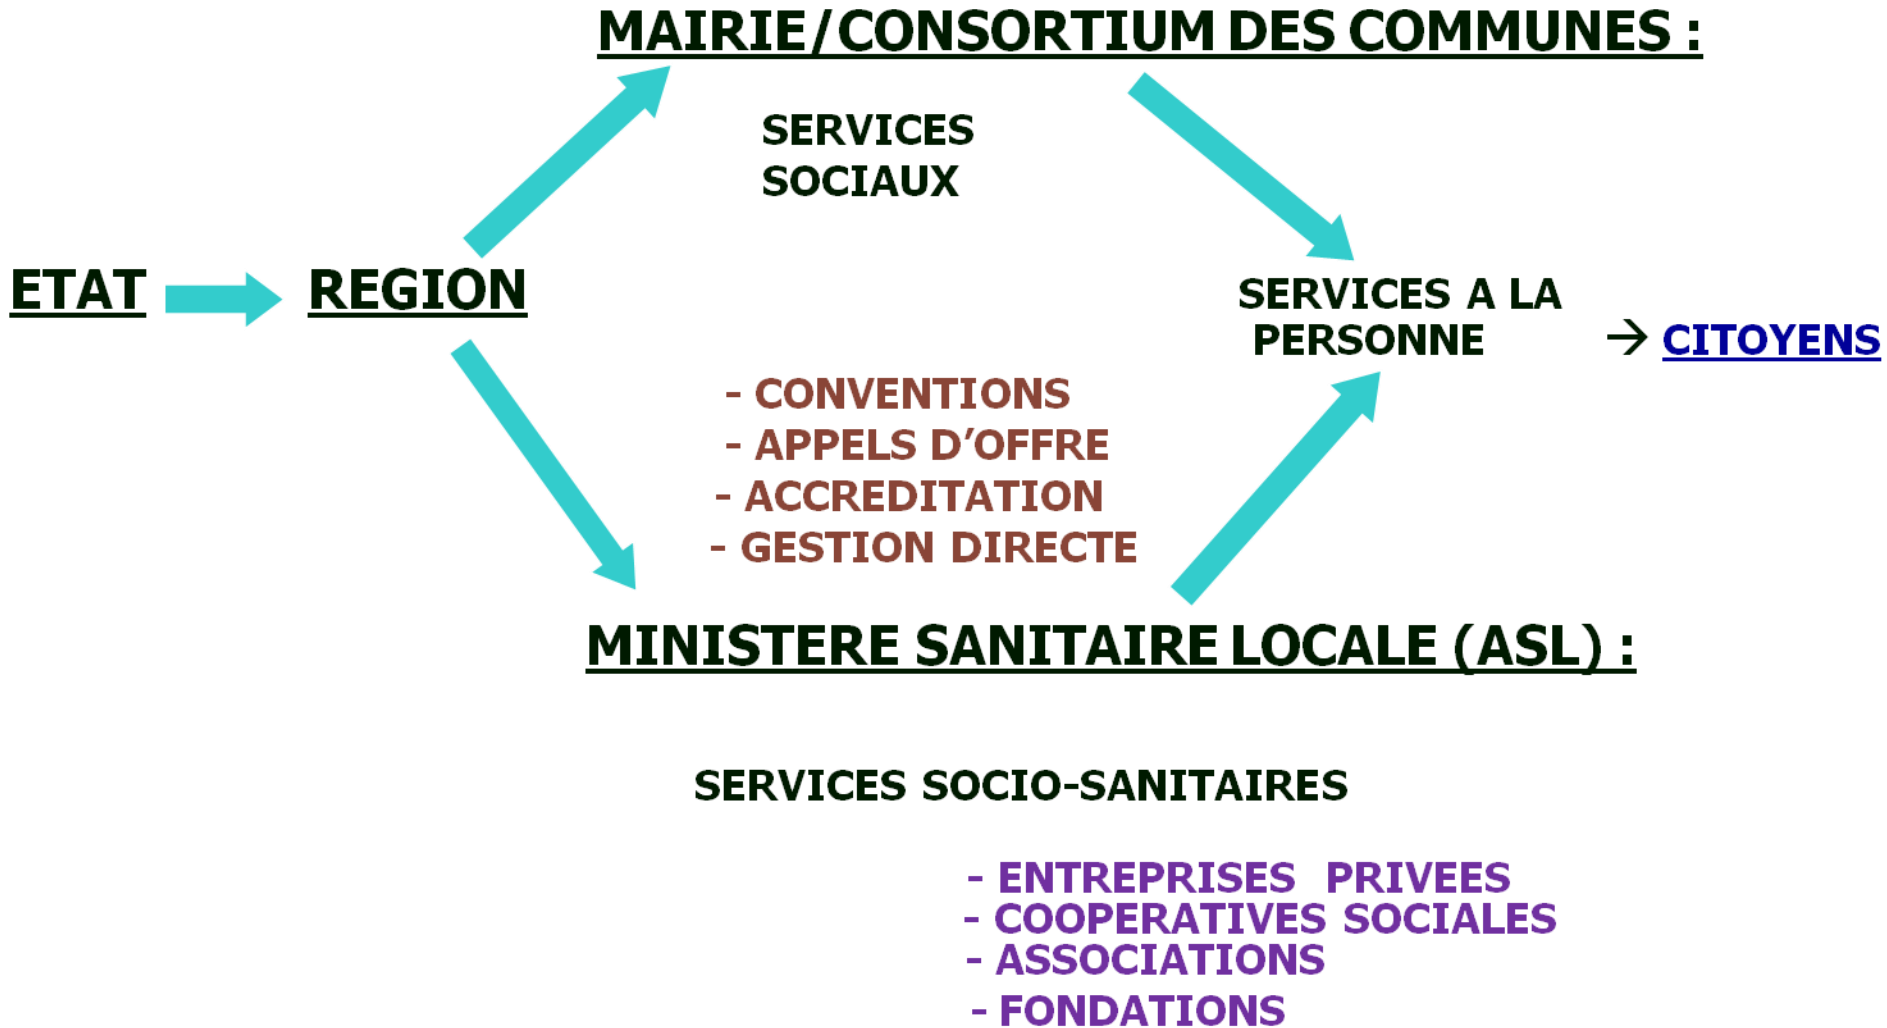 MAIRIE/CONSORTIUM DES COMMUNES :
SERVICES
SOCIAUX
ETAT
REGION
SERVICES A LA
PERSONNE
→ CITOYENS
- CONVENTIONS
- APPELS D’OFFRE
- ACCREDITATION
- GESTION DIRECTE
MINISTERE SANITAIRE LOCALE (ASL) :
SERVICES SOCIO-SANITAIRES
- ENTREPRISES PRIVEES
- COOPERATIVES SOCIALES
- ASSOCIATIONS
- FONDATIONS